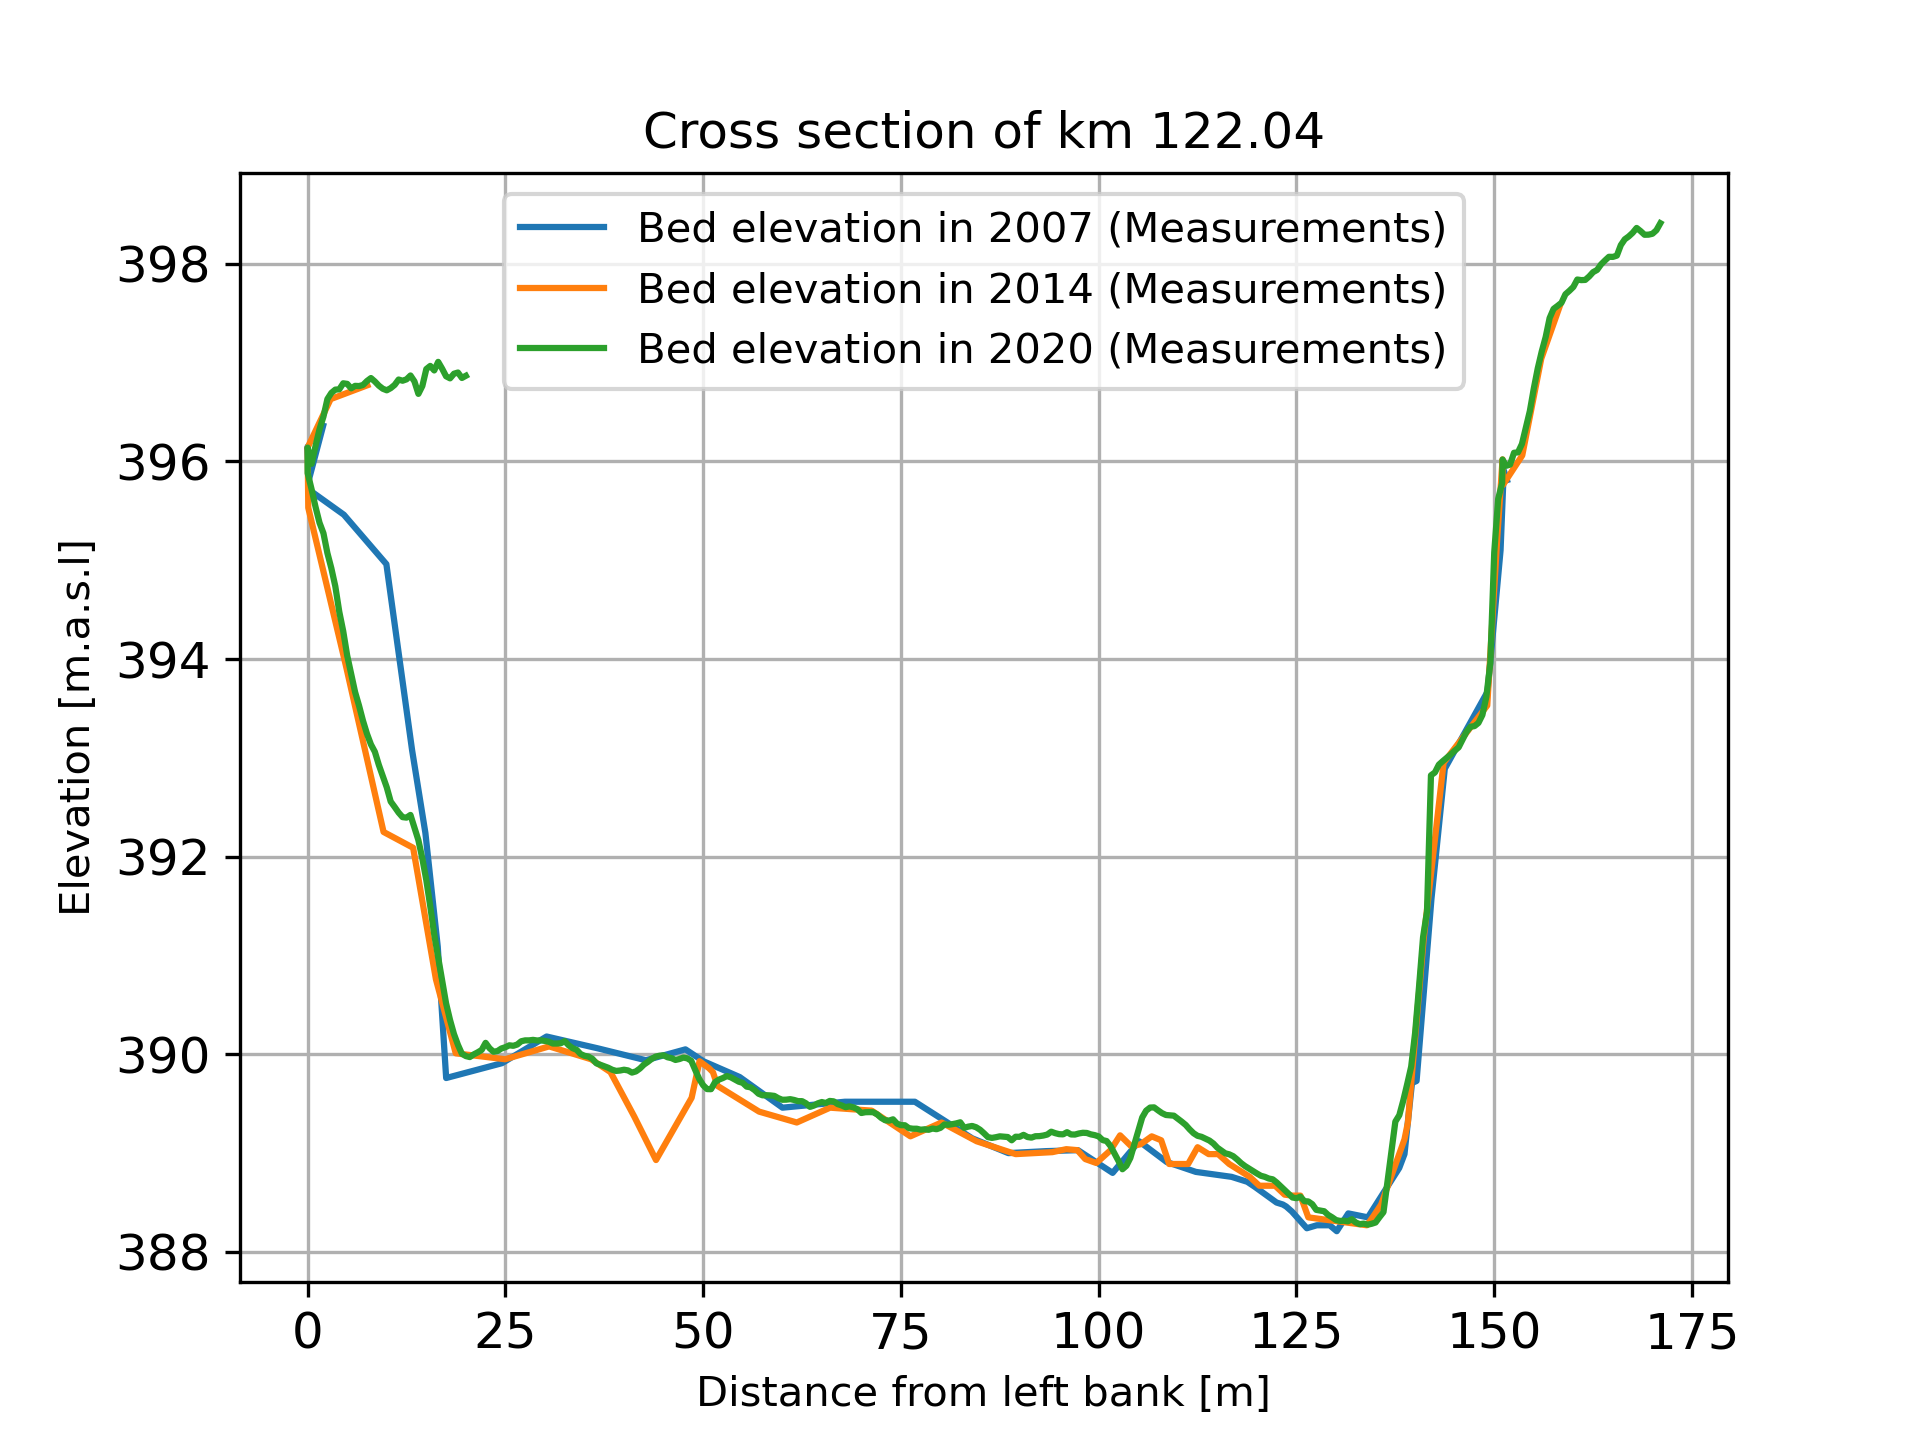 Cross section of km 122.04
Bed elevation in 2007 (Measurements)
Bed elevation in 2014 (Measurements)
Bed elevation in 2020 (Measurements)
Elevation [m.a.s.l]
398
396
394
392
390
388
0 25 50 75 100 125 150 175
Distance from left bank [m]